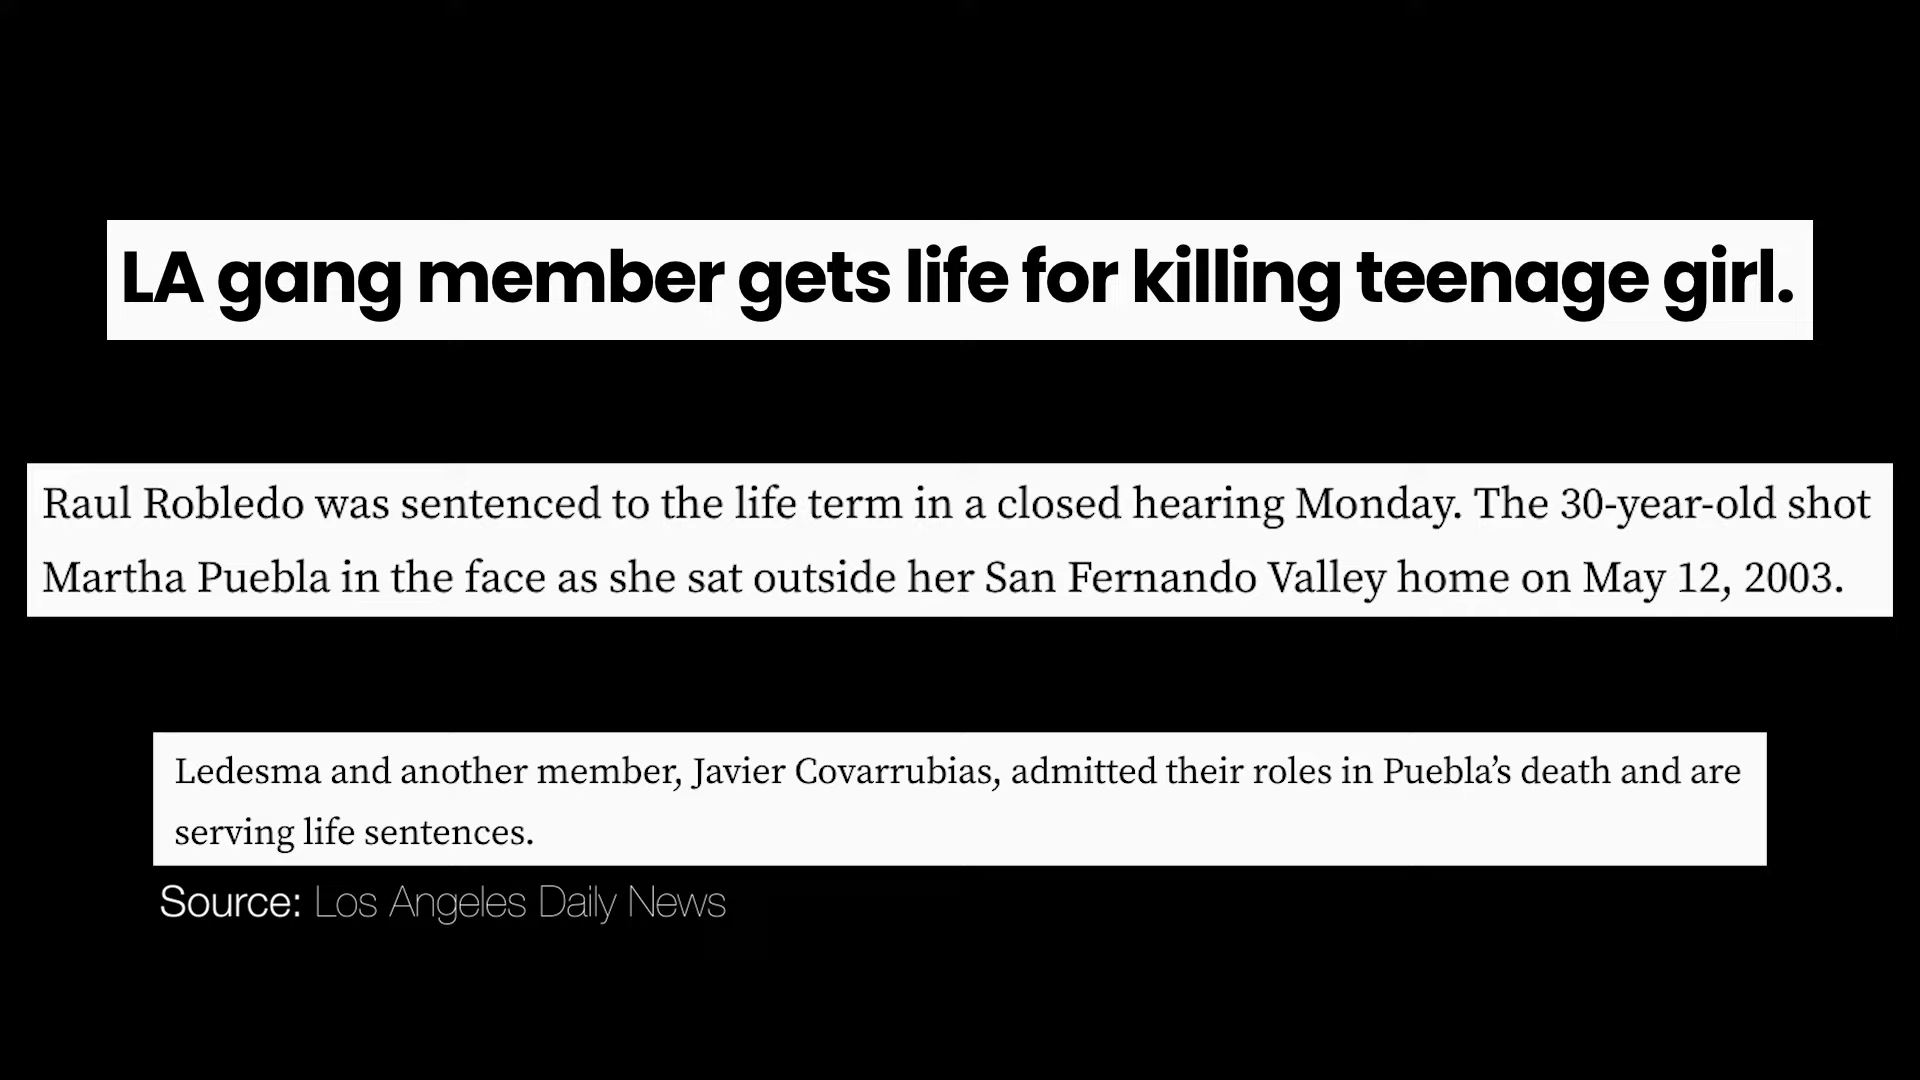 LA gang member gets life for killing teenage girl.
Raul Robledo was sentenced to the life term in a closed hearing Monday. The 30-year-old shot
Martha Puebla in the face as she sat outside her San Fernando Valley home on May 12, 2003.
Ledesma and another member, Javier Covarrubias, admitted their roles in Puebla’s death and are
serving life sentences.
Source: Los Angeles Daily News